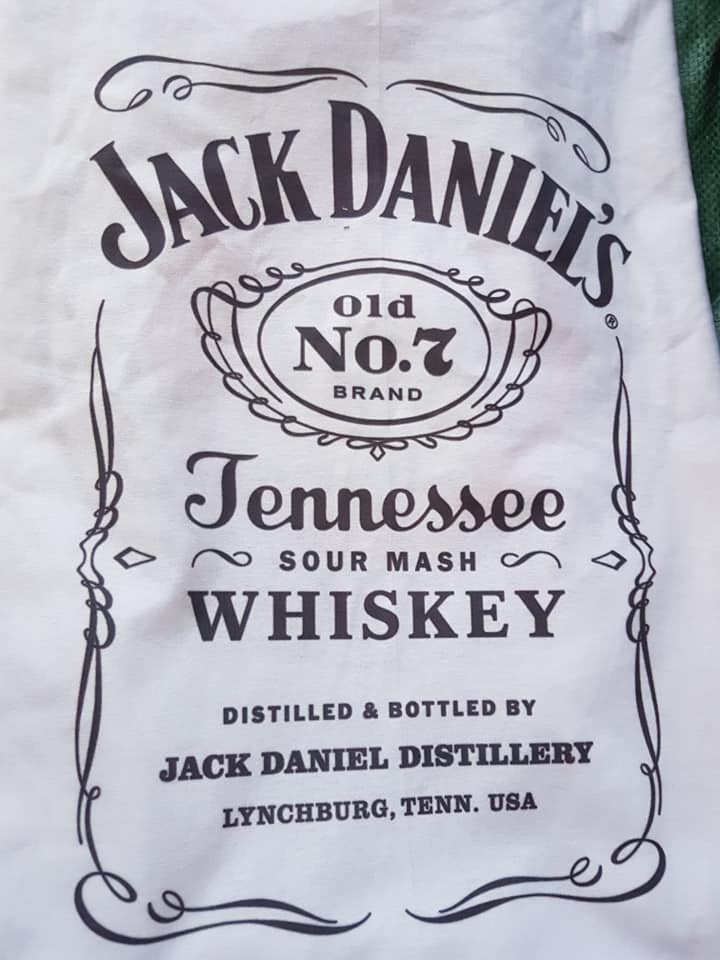 JACK DANIEL'S
®
Old
No.7
BRAND
Tennessee
SOUR MASH
WHISKEY
DISTILLED & BOTTLED BY
JACK DANIEL DISTILLERY
LYNCHBURG, TENN. USA